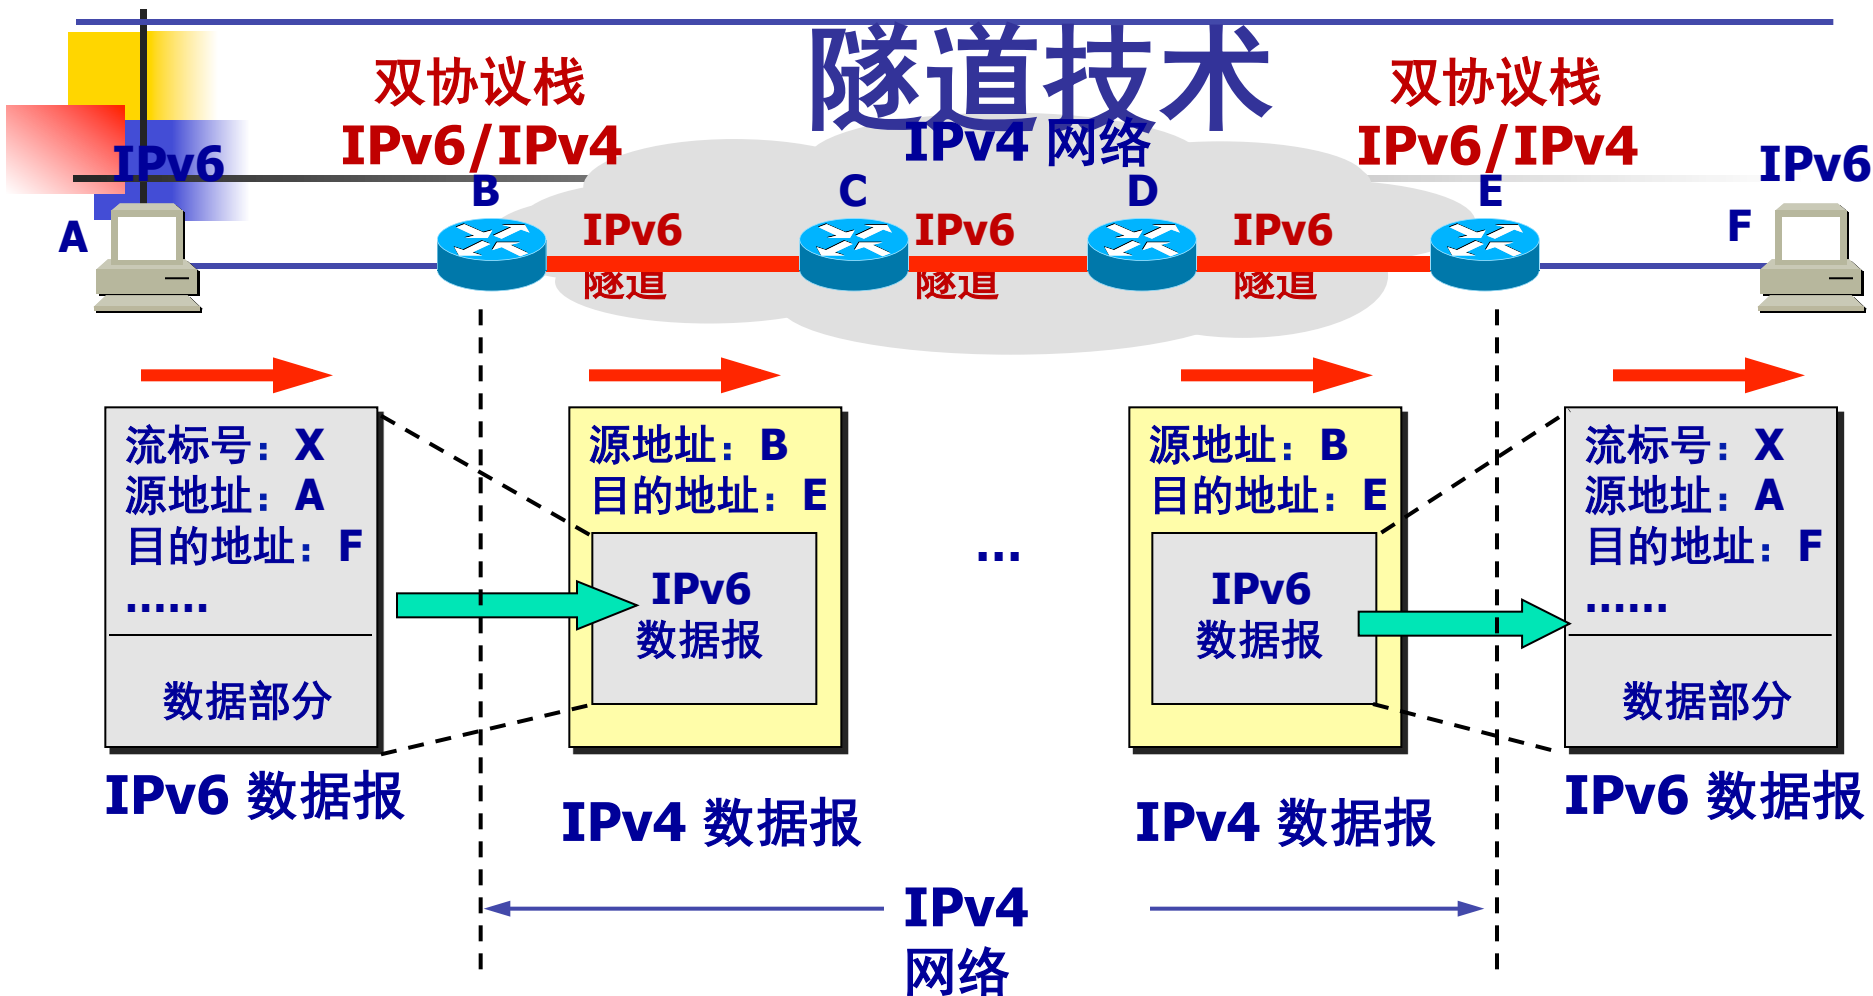 隧道技术
双协议栈
IPv6/IPv4
双协议栈
IPv6/IPv4
IPv4 网络
IPv6
IPv6
B
C
D
E
A
F
IPv6
隧道
IPv6
隧道
IPv6
隧道
流标号：X
源地址：A
目的地址：F
......
数据部分
IPv6 数据报
源地址：B
目的地址：E
IPv6
数据报
IPv4 数据报
...
源地址：B
目的地址：E
IPv6
数据报
IPv4 数据报
流标号：X
源地址：A
目的地址：F
......
数据部分
IPv6 数据报
IPv4
网络